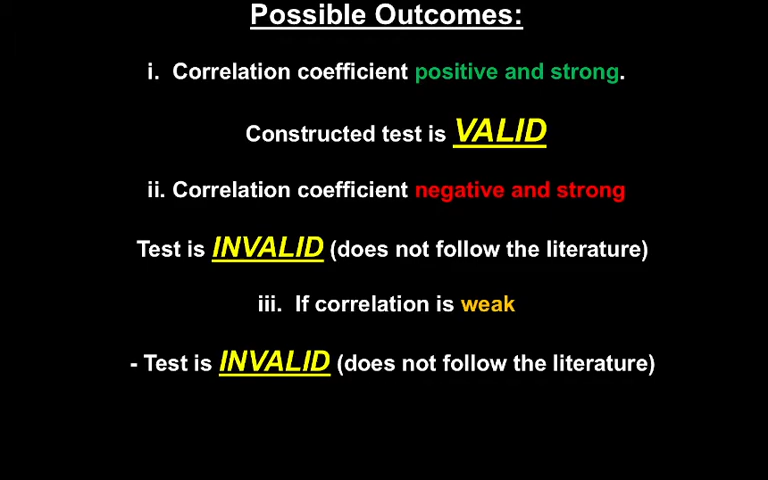 Possible Outcomes:
i. Correlation coefficient positive and strong.
Constructed test is VALID
ii. Correlation coefficient negative and strong
Test is INVALID (does not follow the literature)
iii. If correlation is weak
- Test is INVALID (does not follow the literature)